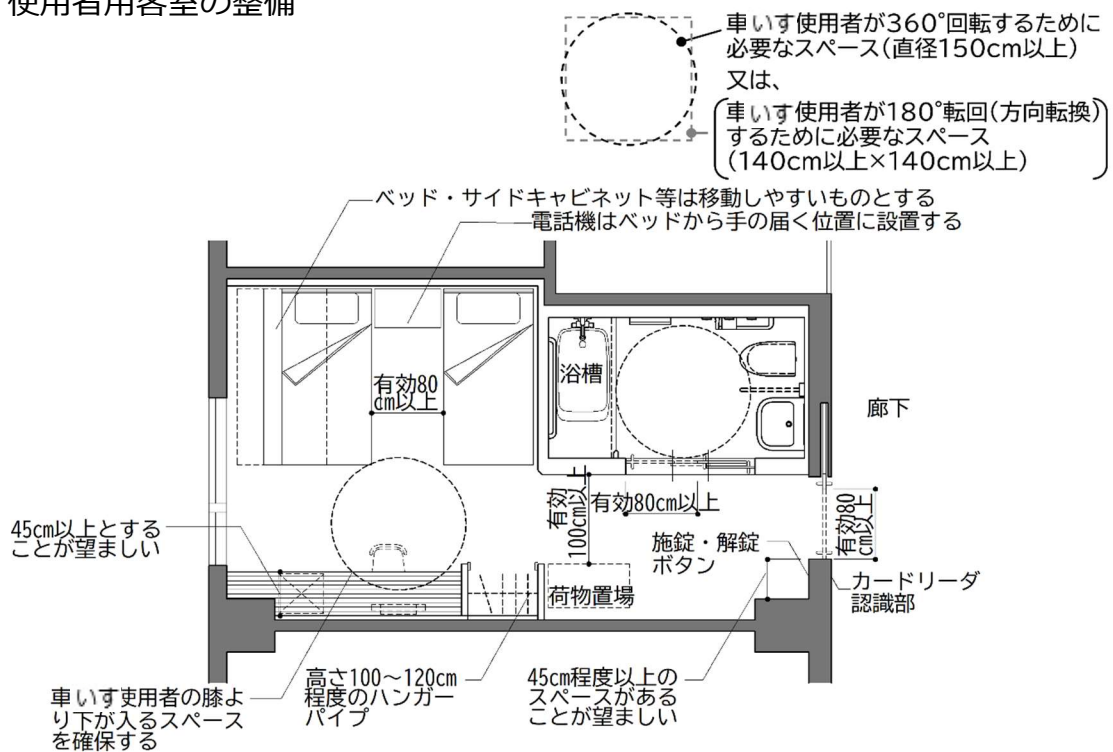 使用者用客室の整備
車いす使用者が360°回転するために
必要なスペース(直径150cm以上)
又は、
車いす使用者が180°転回(方向転換)
するために必要なスペース
(140cm以上×140cm以上)
ベッド・サイドキャビネット等は移動しやすいものとする
電話機はベッドから手の届く位置に設置する
有効80
cm以上
浴槽
廊下
有効
100cm以上
有効80cm以上
有効80
cm以上
45cm以上とする
ことが望ましい
施錠・解錠
ボタン
荷物置場
カードリーダ
認識部
車いす使用者の膝よ
り下が入るスペース
を確保する
高さ100～120cm
程度のハンガー
パイプ
45cm程度以上の
スペースがある
ことが望ましい